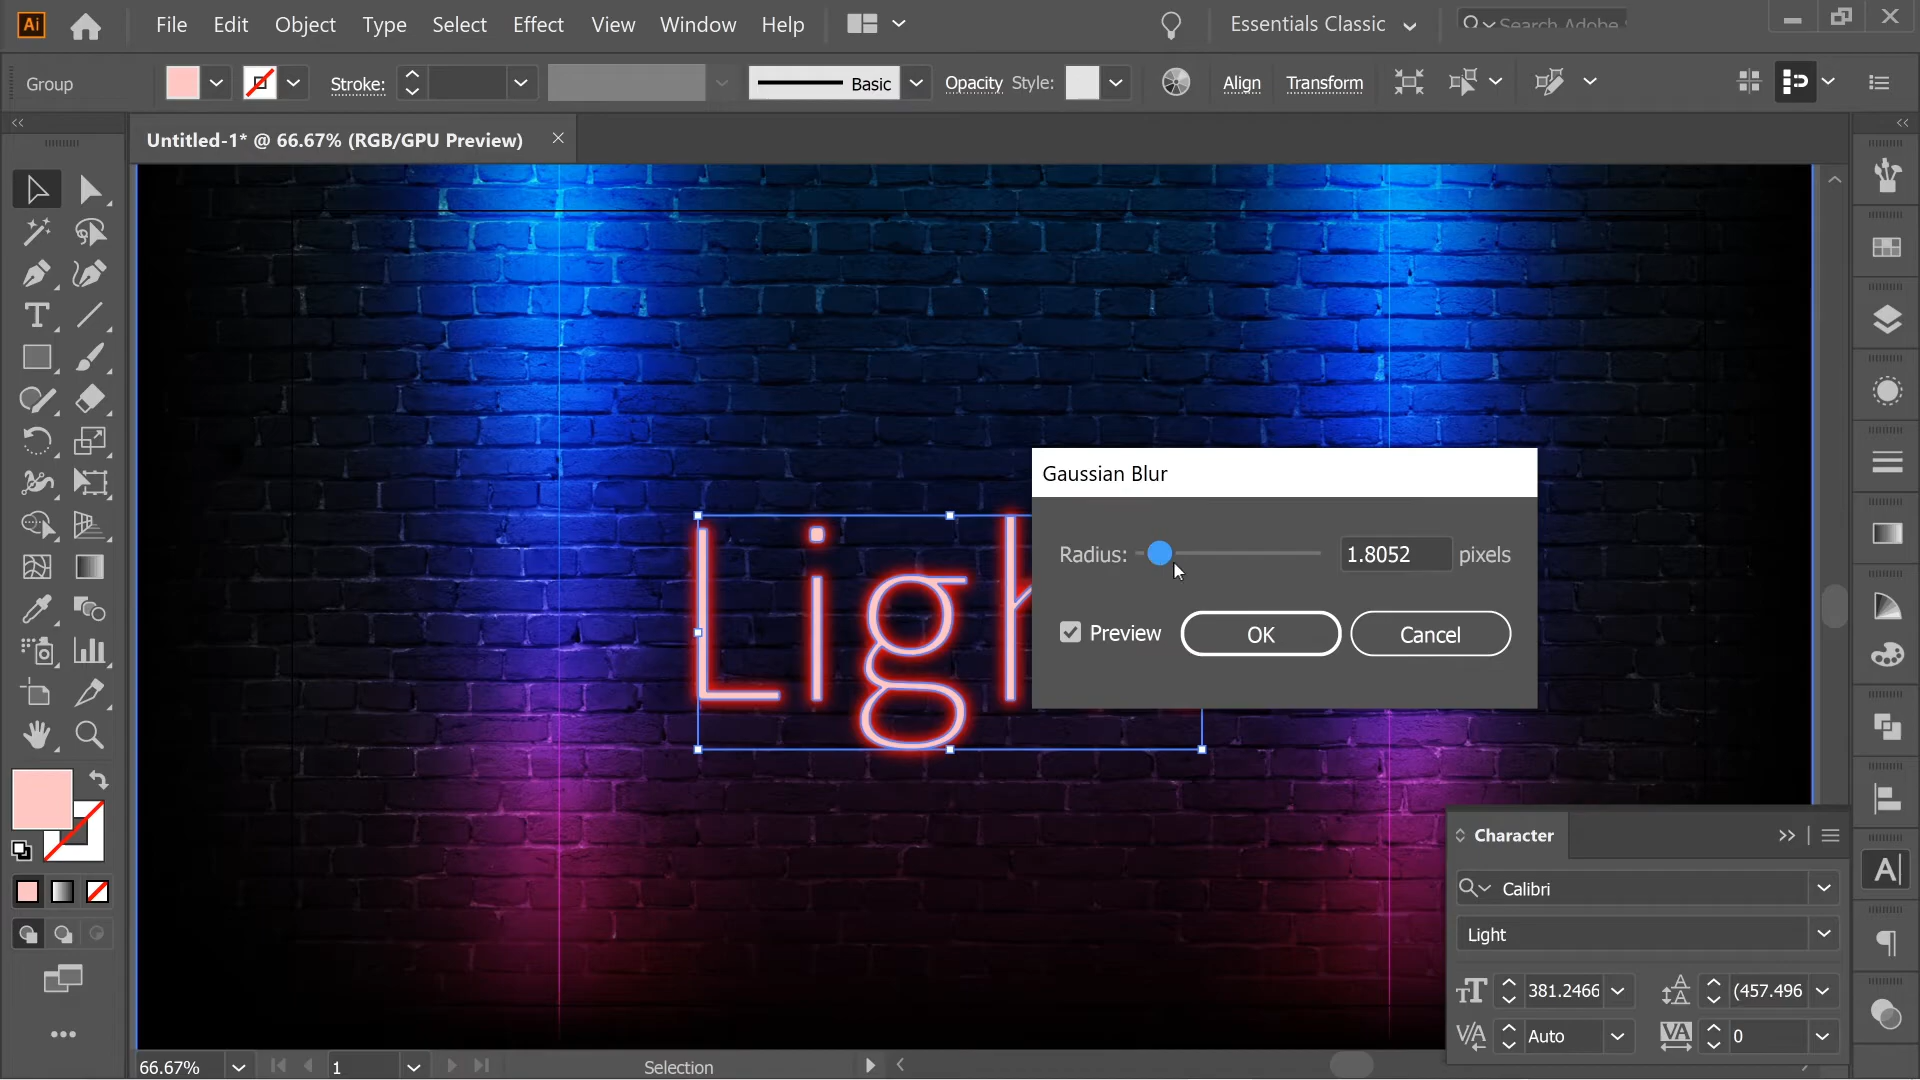 Ai File Edit Object Type Select Effect View Window Help Essentials Classic Search Adobe
Group Stroke: Basic Opacity Style: Align Transform
Untitled-1* @ 66.67% (RGB/GPU Preview)
Gaussian Blur
Radius: 1.8052 pixels
Preview OK Cancel
Ligh
Character
Calibri
Light
381.2466 (457.496
Auto 0
66.67% 1 Selection